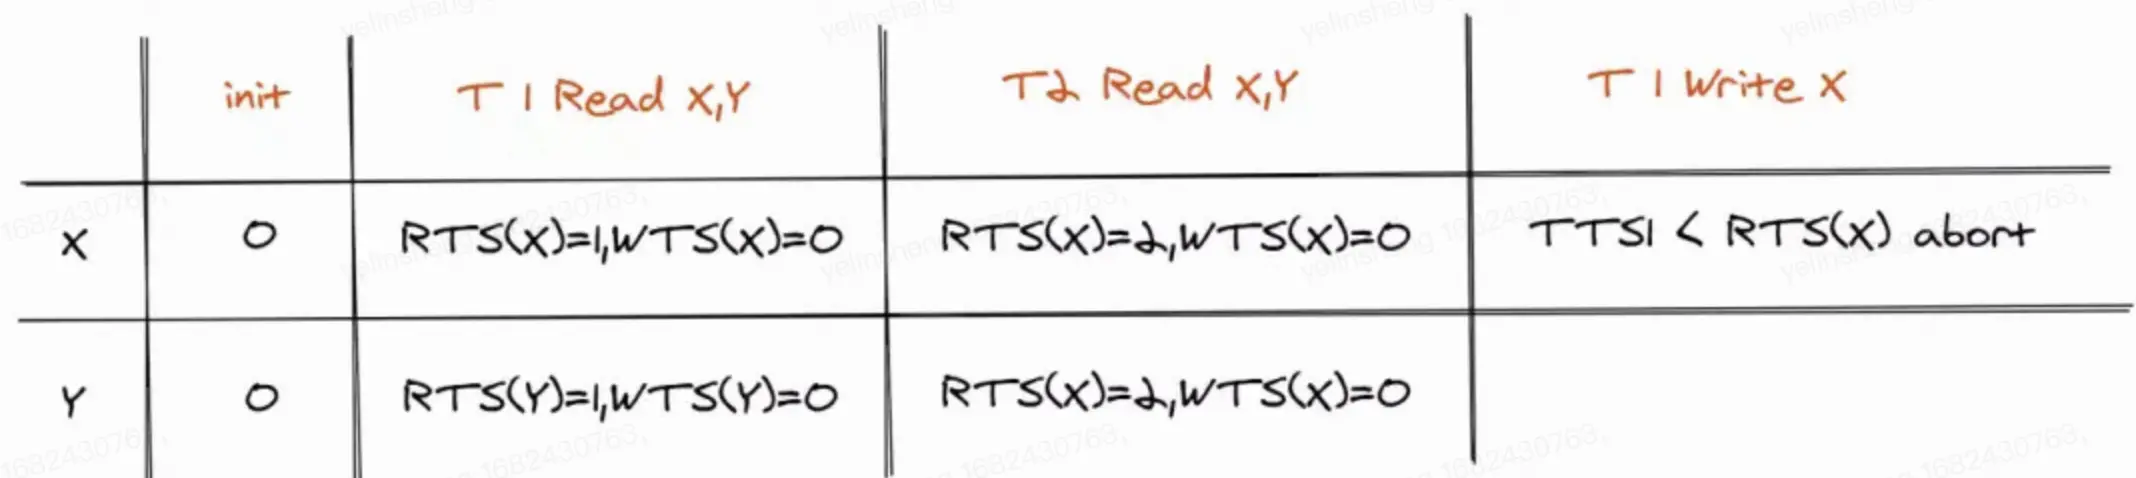 init T1 Read X,Y T2 Read X,Y T1 Write X
X 0 RTS(X)=1,WTS(X)=0 RTS(X)=2,WTS(X)=0 TTS1 < RTS(X) abort
Y 0 RTS(Y)=1,WTS(Y)=0 RTS(X)=2,WTS(X)=0